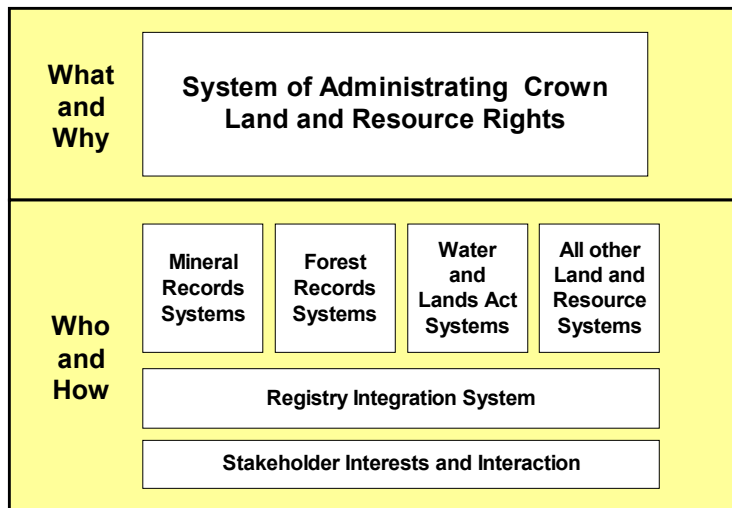 What
and
Why
System of Administrating Crown
Land and Resource Rights
Who
and
How
Mineral
Records
Systems
Forest
Records
Systems
Water
and
Lands Act
Systems
All other
Land and
Resource
Systems
Registry Integration System
Stakeholder Interests and Interaction